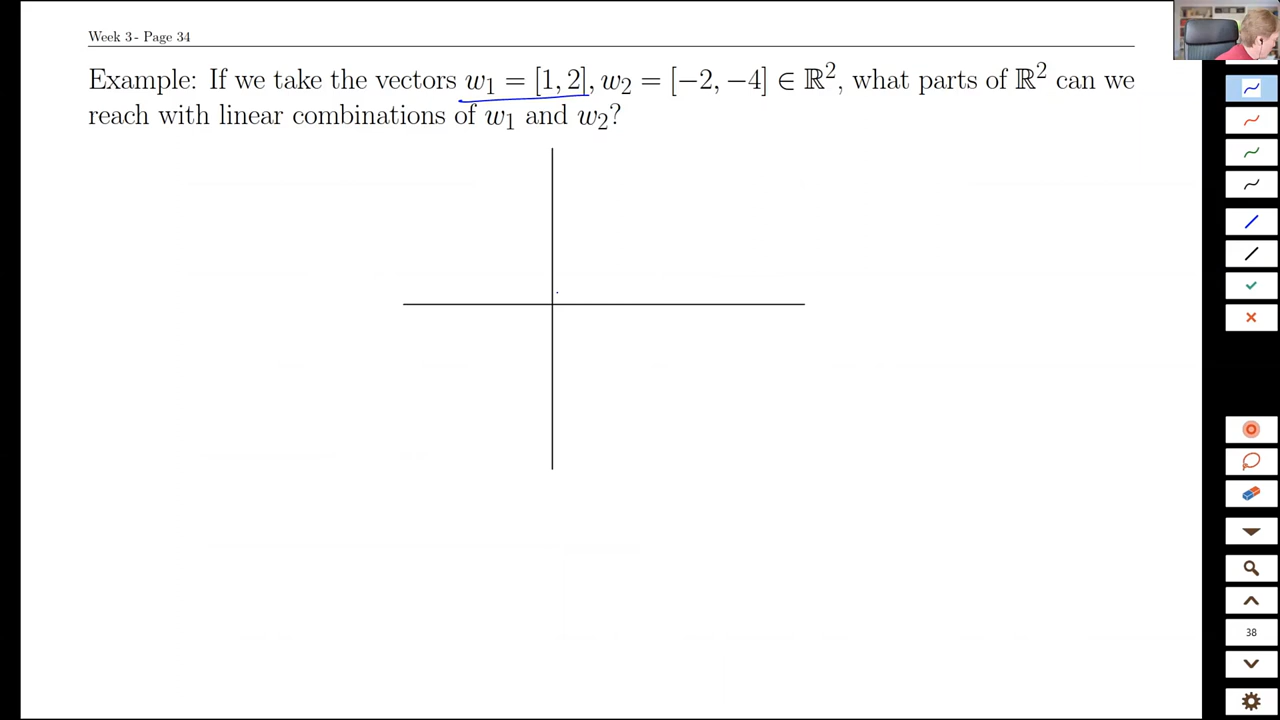 Week 3 - Page 34
Example: If we take the vectors w₁ = [1, 2], w₂ = [−2, −4] ∈ ℝ², what parts of ℝ² can we
reach with linear combinations of w₁ and w₂?
38